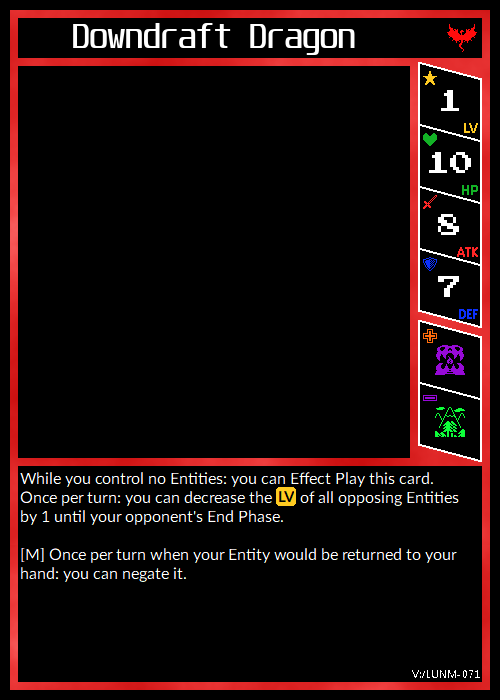 Downdraft Dragon
1
LV
10
HP
8
ATK
7
DEF
While you control no Entities: you can Effect Play this card.
Once per turn: you can decrease the LV of all opposing Entities
by 1 until your opponent's End Phase.
[M] Once per turn when your Entity would be returned to your
hand: you can negate it.
V:/LUNM-071